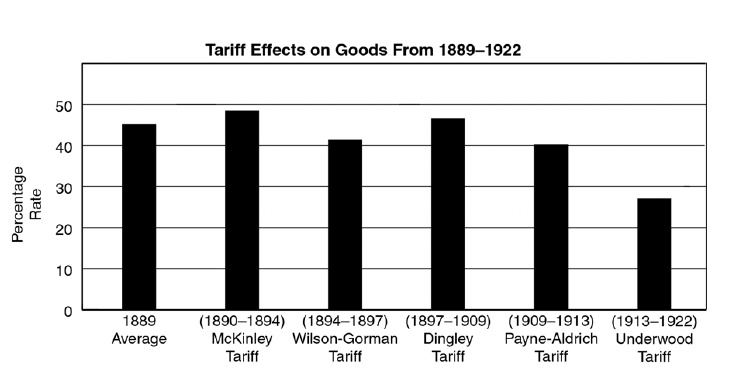 Tariff Effects on Goods From 1889–1922
Percentage
Rate
50
40
30
20
10
0
1889
Average
(1890–1894)
McKinley
Tariff
(1894–1897)
Wilson-Gorman
Tariff
(1897–1909)
Dingley
Tariff
(1909–1913)
Payne-Aldrich
Tariff
(1913–1922)
Underwood
Tariff